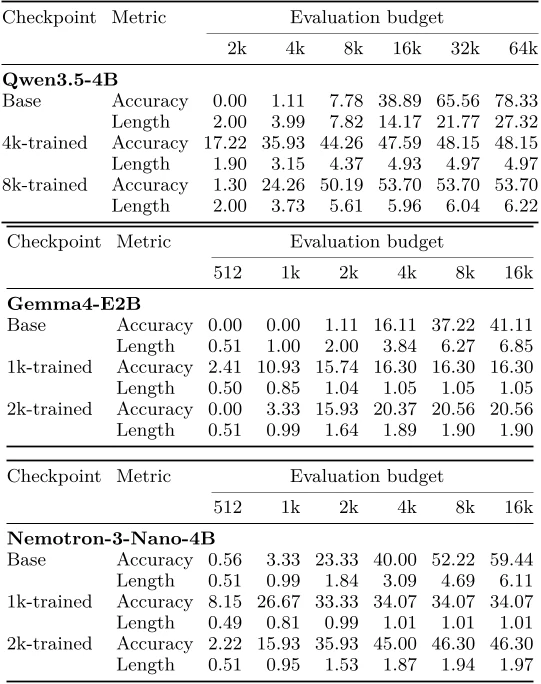 Checkpoint Metric Evaluation budget
2k 4k 8k 16k 32k 64k
Qwen3.5-4B
Base Accuracy 0.00 1.11 7.78 38.89 65.56 78.33
Length 2.00 3.99 7.82 14.17 21.77 27.32
4k-trained Accuracy 17.22 35.93 44.26 47.59 48.15 48.15
Length 1.90 3.15 4.37 4.93 4.97 4.97
8k-trained Accuracy 1.30 24.26 50.19 53.70 53.70 53.70
Length 2.00 3.73 5.61 5.96 6.04 6.22
Checkpoint Metric Evaluation budget
512 1k 2k 4k 8k 16k
Gemma4-E2B
Base Accuracy 0.00 0.00 1.11 16.11 37.22 41.11
Length 0.51 1.00 2.00 3.84 6.27 6.85
1k-trained Accuracy 2.41 10.93 15.74 16.30 16.30 16.30
Length 0.50 0.85 1.04 1.05 1.05 1.05
2k-trained Accuracy 0.00 3.33 15.93 20.37 20.56 20.56
Length 0.51 0.99 1.64 1.89 1.90 1.90
Checkpoint Metric Evaluation budget
512 1k 2k 4k 8k 16k
Nemotron-3-Nano-4B
Base Accuracy 0.56 3.33 23.33 40.00 52.22 59.44
Length 0.51 0.99 1.84 3.09 4.69 6.11
1k-trained Accuracy 8.15 26.67 33.33 34.07 34.07 34.07
Length 0.49 0.81 0.99 1.01 1.01 1.01
2k-trained Accuracy 2.22 15.93 35.93 45.00 46.30 46.30
Length 0.51 0.95 1.53 1.87 1.94 1.97